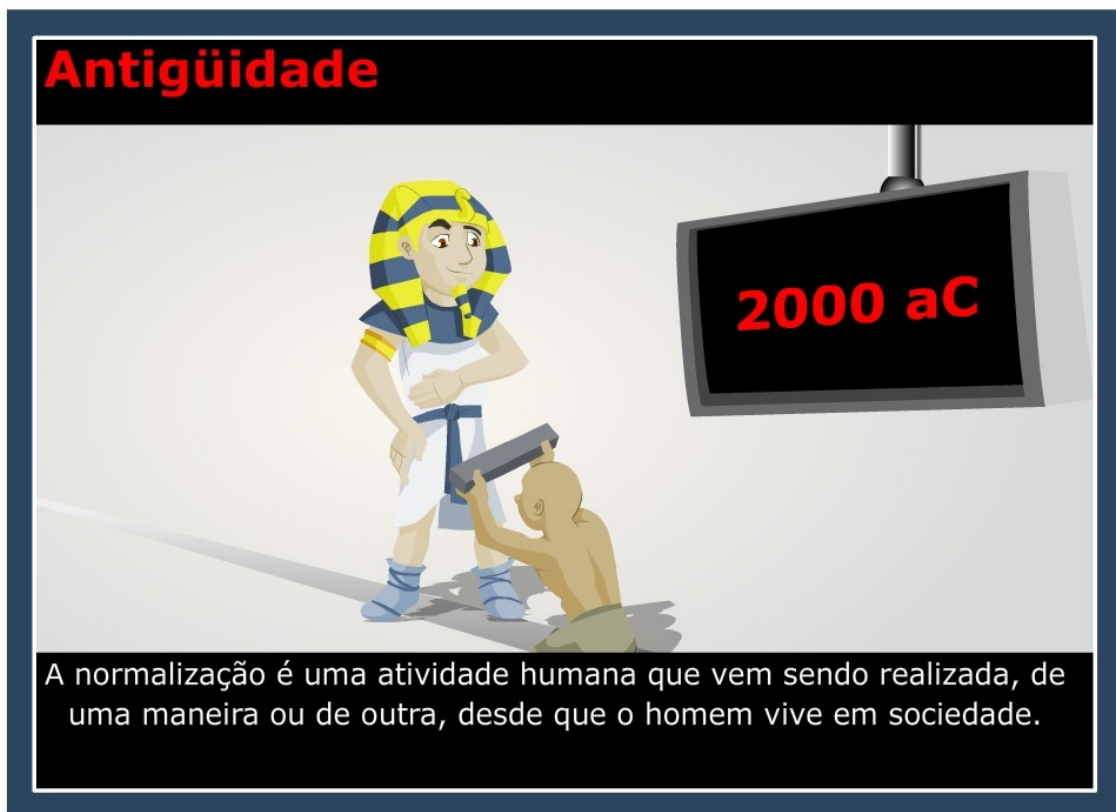 Antigüidade
2000 aC
A normalização é uma atividade humana que vem sendo realizada, de
uma maneira ou de outra, desde que o homem vive em sociedade.